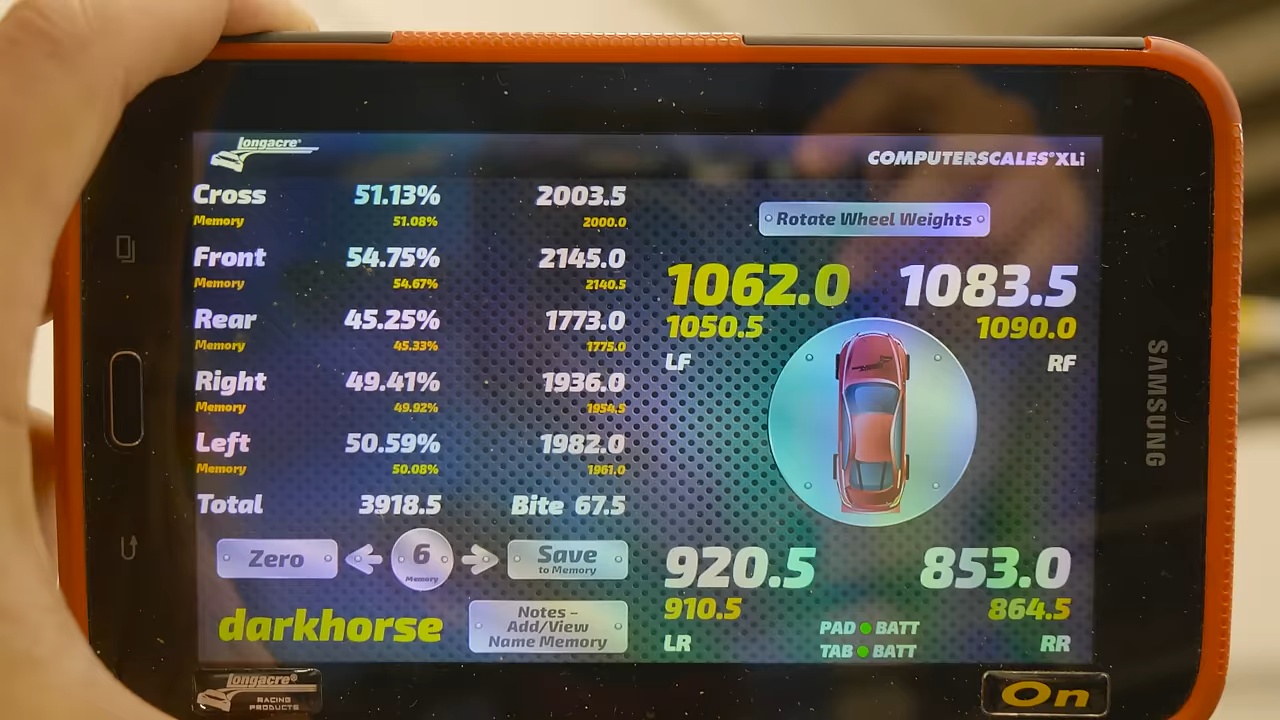 longacre®
COMPUTERSCALES®XLi
Cross 51.13% 2003.5
Memory 51.08% 2000.0
Front 54.75% 2145.0
Memory 54.67% 2140.5
Rear 45.25% 1773.0
Memory 45.33% 1775.0
Right 49.41% 1936.0
Memory 49.92% 1954.5
Left 50.59% 1982.0
Memory 50.08% 1961.0
Total 3918.5 Bite 67.5
Zero
6
Memory
Save
to Memory
darkhorse
Notes -
Add/View
Name Memory
Rotate Wheel Weights
1062.0 1083.5
1050.5 1090.0
LF RF
920.5 853.0
910.5 864.5
LR RR
PAD BATT
TAB BATT
SAMSUNG
longacre®
RACING
PRODUCTS
On